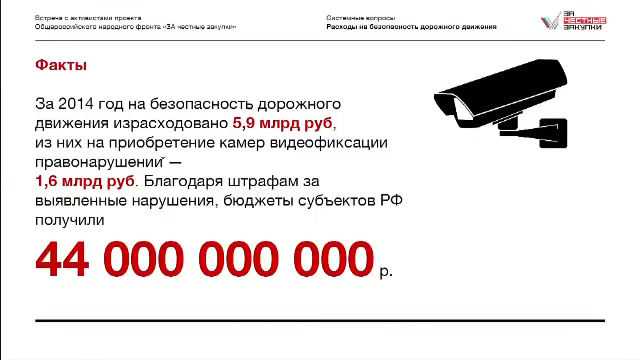 Встреча с активистами проекта
Общероссийского народного фронта «ЗА честные закупки»
Системные вопросы
Расходы на безопасность дорожного движения
ЗА
ЧЕСТНЫЕ
ЗАКУПКИ
Факты
За 2014 год на безопасность дорожного
движения израсходовано 5,9 млрд руб,
из них на приобретение камер видеофиксации
правонарушений —
1,6 млрд руб. Благодаря штрафам за
выявленные нарушения, бюджеты субъектов РФ
получили
44 000 000 000 р.